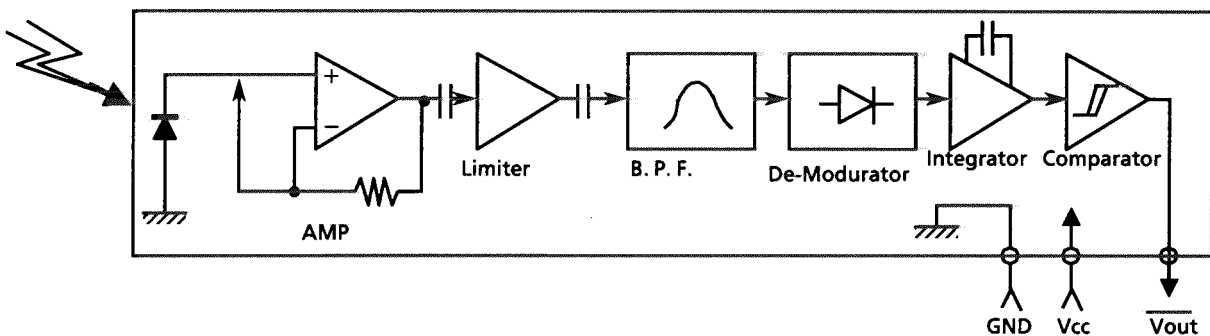 +
−
Limiter
B. P. F.
De-Modurator
Integrator
Comparator
AMP
GND
Vcc
Vout